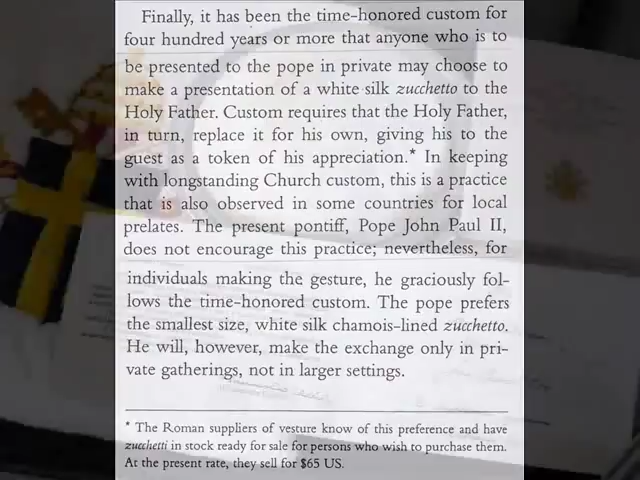 Finally, it has been the time-honored custom for
four hundred years or more that anyone who is to
be presented to the pope in private may choose to
make a presentation of a white silk zucchetto to the
Holy Father. Custom requires that the Holy Father,
in turn, replace it for his own, giving his to the
guest as a token of his appreciation.* In keeping
with longstanding Church custom, this is a practice
that is also observed in some countries for local
prelates. The present pontiff, Pope John Paul II,
does not encourage this practice; nevertheless, for
individuals making the gesture, he graciously fol-
lows the time-honored custom. The pope prefers
the smallest size, white silk chamois-lined zucchetto.
He will, however, make the exchange only in pri-
vate gatherings, not in larger settings.
* The Roman suppliers of vesture know of this preference and have
zucchetti in stock ready for sale for persons who wish to purchase them.
At the present rate, they sell for $65 US.